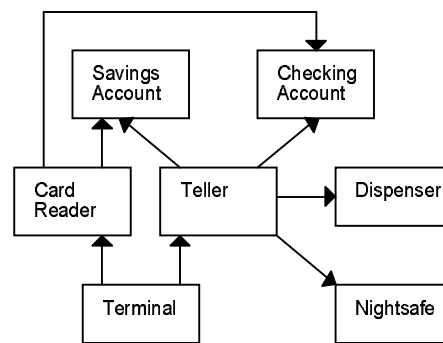 Savings
Account
Checking
Account
Card
Reader
Teller
Dispenser
Terminal
Nightsafe